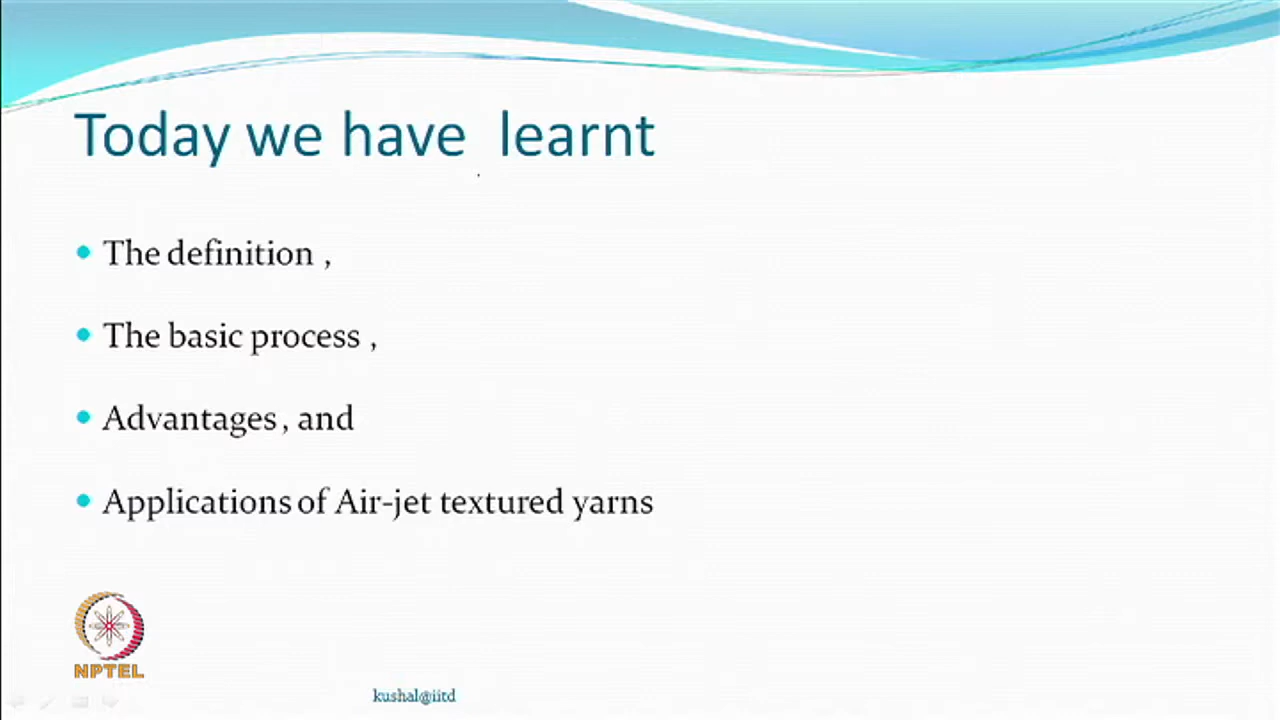 Today we have learnt
The definition ,
The basic process ,
Advantages , and
Applications of Air-jet textured yarns
NPTEL
kushal@iitd